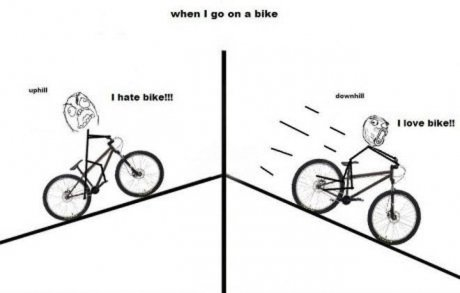 when I go on a bike
uphill
I hate bike!!!
downhill
I love bike!!